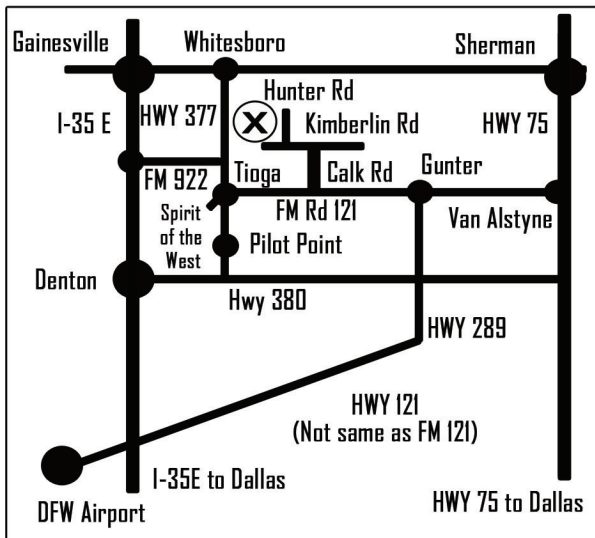 Gainesville
Whitesboro
Sherman
I-35 E
HWY 377
Hunter Rd
X
Kimberlin Rd
HWY 75
FM 922
Tioga
Calk Rd
Gunter
Spirit
of the
West
FM Rd 121
Van Alstyne
Pilot Point
Denton
Hwy 380
HWY 289
HWY 121
(Not same as FM 121)
I-35E to Dallas
DFW Airport
HWY 75 to Dallas